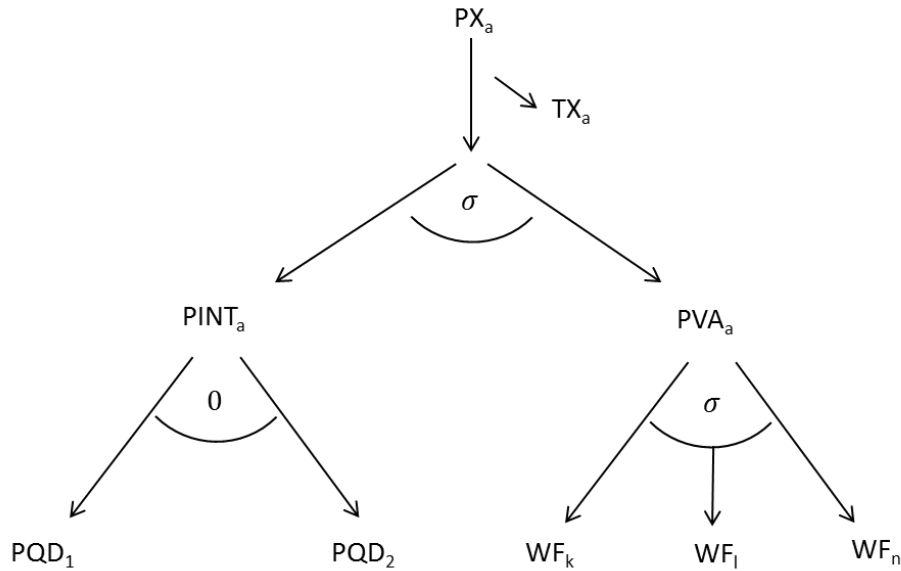 PXₐ
TXₐ
σ
PINTₐ PVAₐ
0 σ
PQD₁ PQD₂ WFₖ WFₗ WFₙ